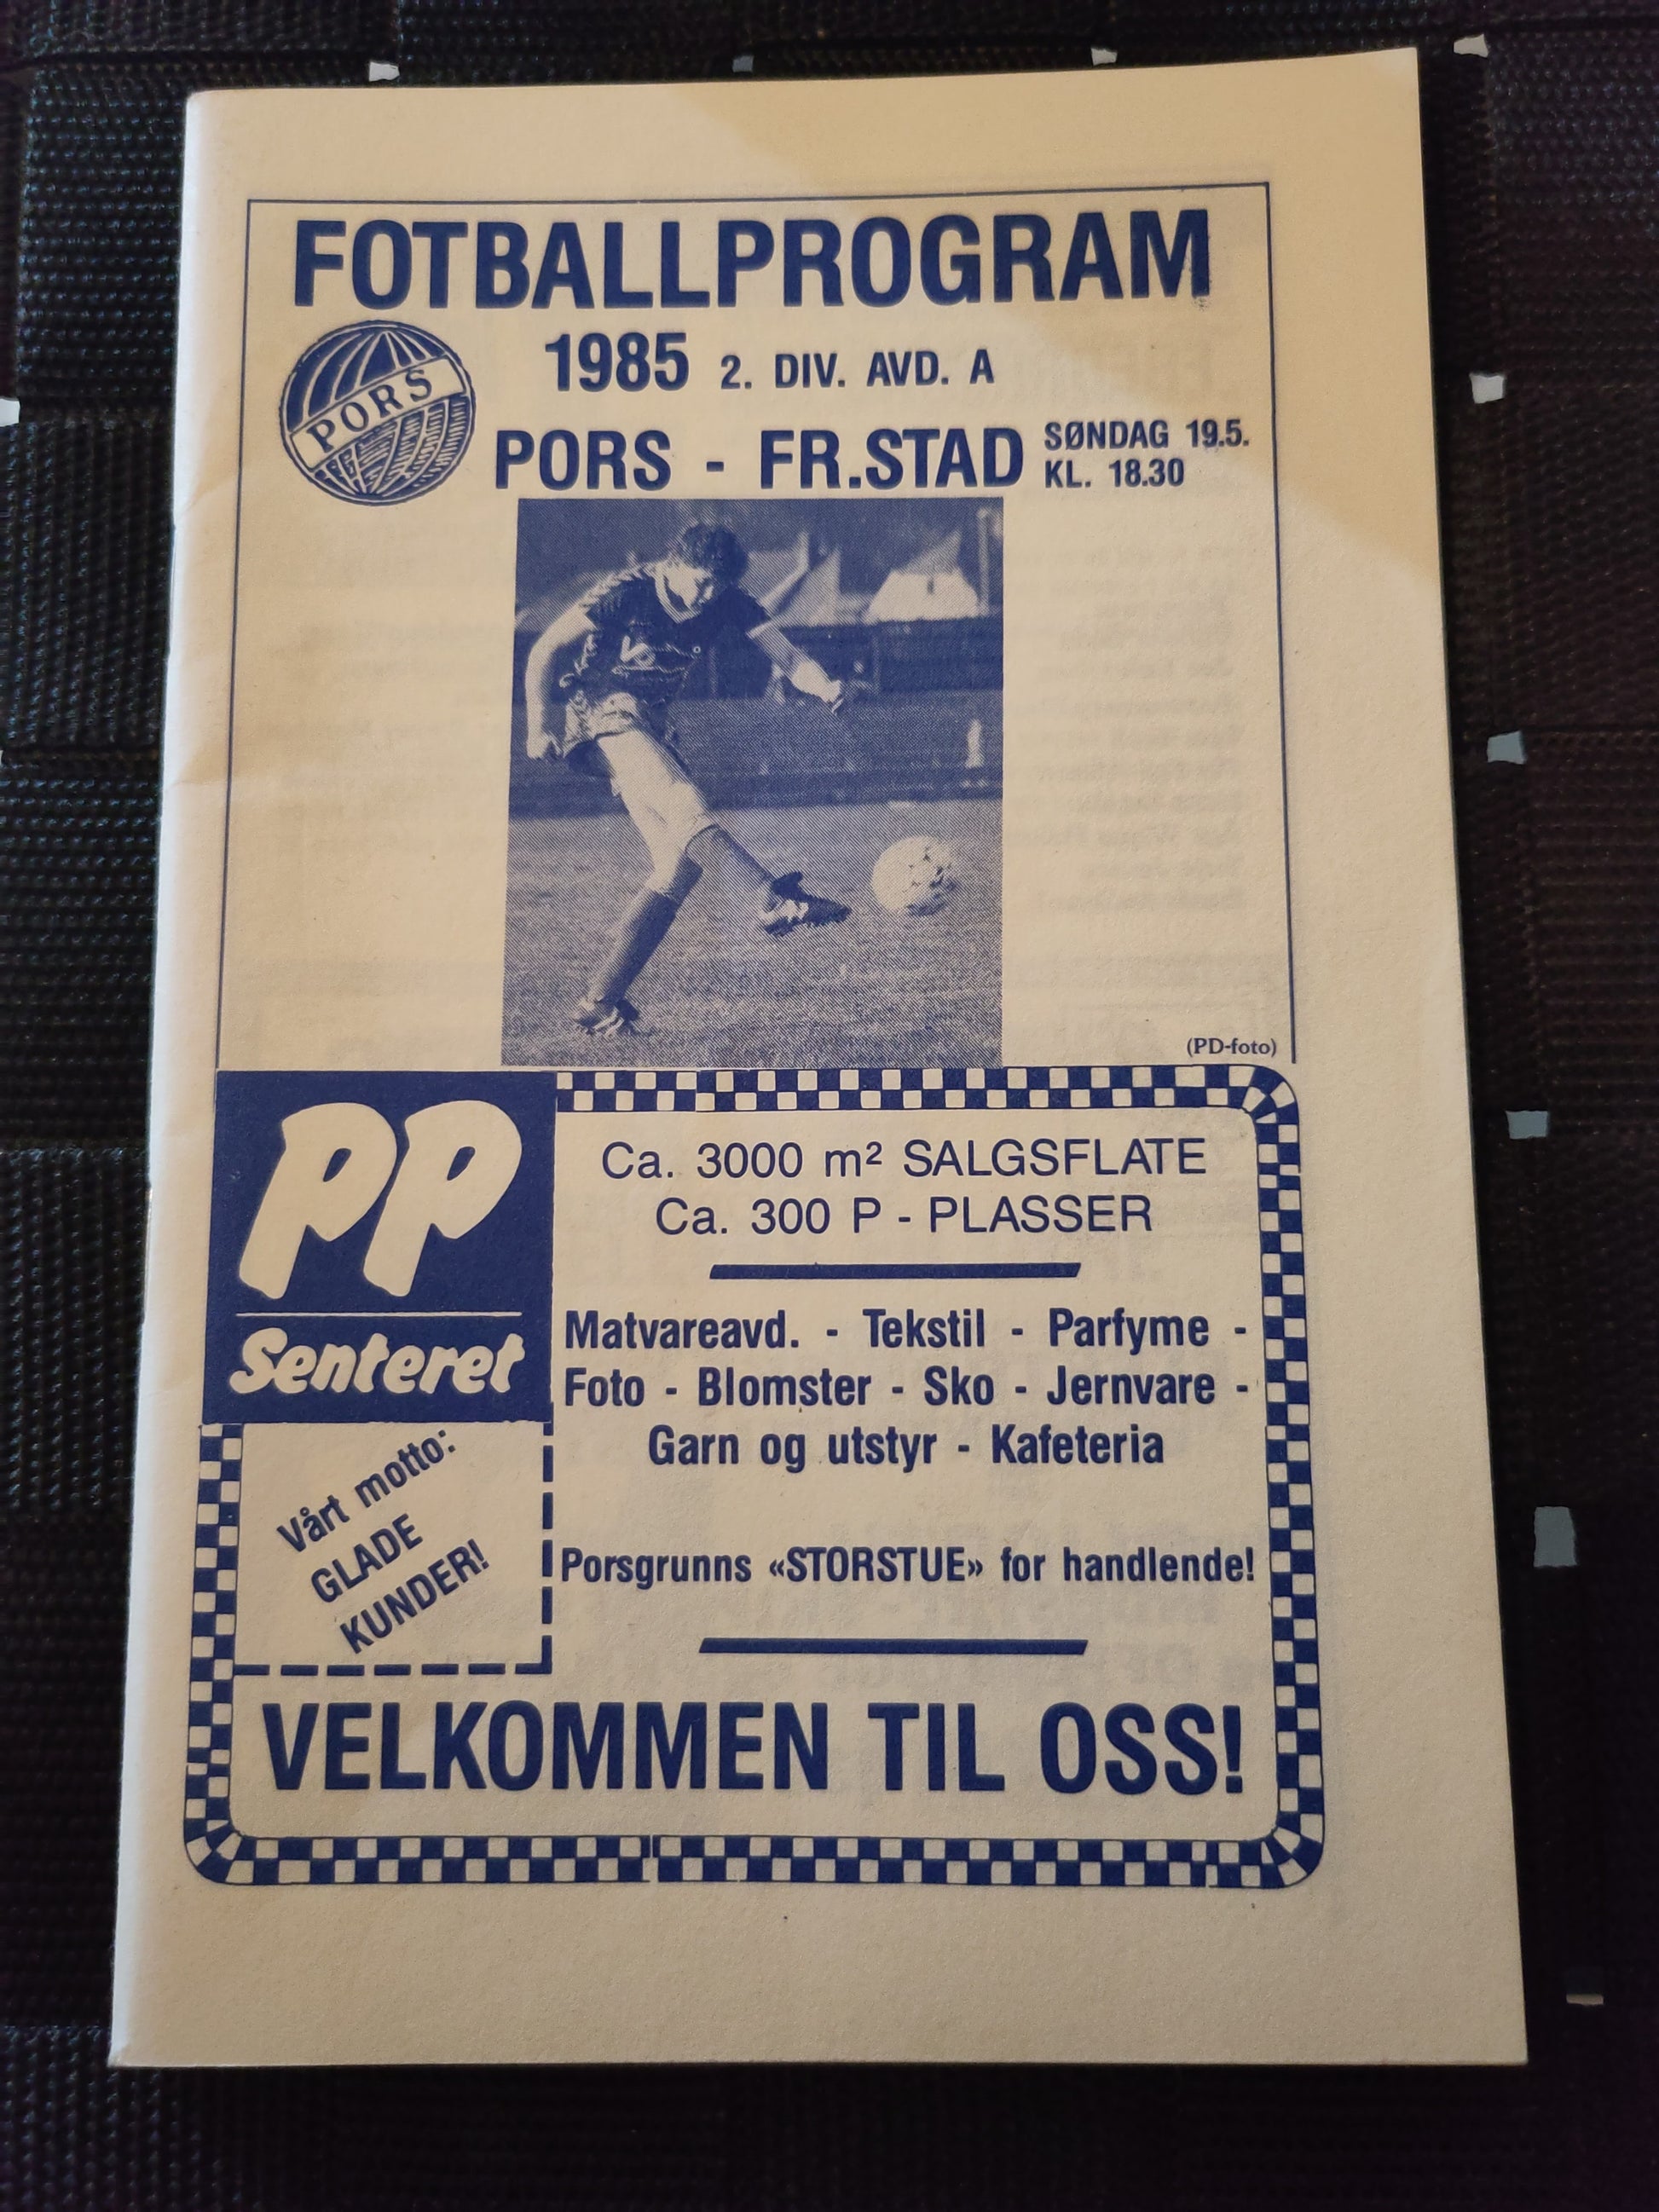 FOTBALLPROGRAM
1985 2. DIV. AVD. A
PORS
PORS - FR.STAD SØNDAG 19.5.
KL. 18.30
(PD-foto)
PP
Senteret
Ca. 3000 m² SALGSFLATE
Ca. 300 P - PLASSER
Matvareavd. - Tekstil - Parfyme -
Foto - Blomster - Sko - Jernvare -
Garn og utstyr - Kafeteria
Vårt motto:
GLADE
KUNDER!
Porsgrunns «STORSTUE» for handlende!
VELKOMMEN TIL OSS!